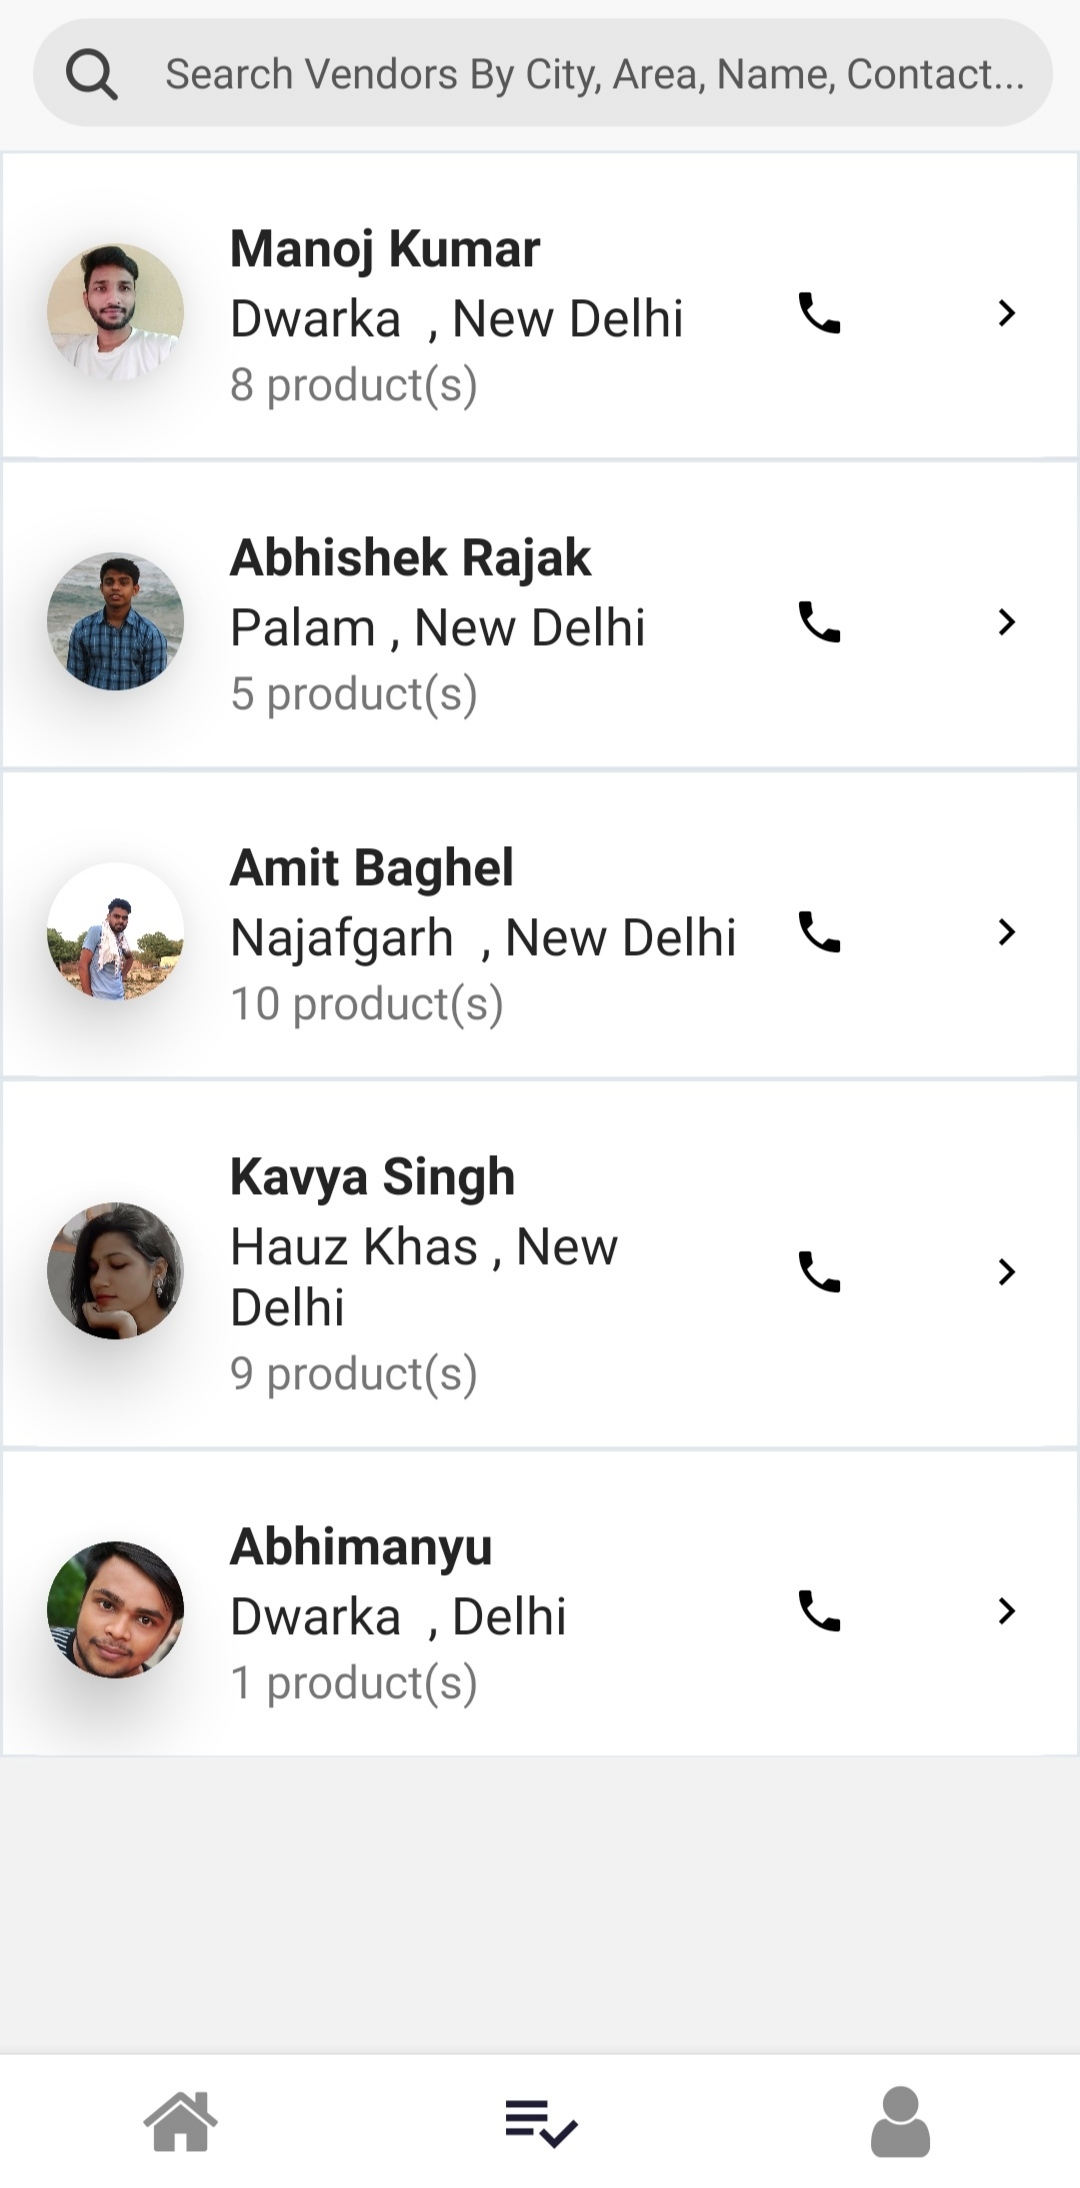 Search Vendors By City, Area, Name, Contact...
Manoj Kumar
Dwarka  , New Delhi
8 product(s)
Abhishek Rajak
Palam , New Delhi
5 product(s)
Amit Baghel
Najafgarh  , New Delhi
10 product(s)
Kavya Singh
Hauz Khas , New
Delhi
9 product(s)
Abhimanyu
Dwarka  , Delhi
1 product(s)